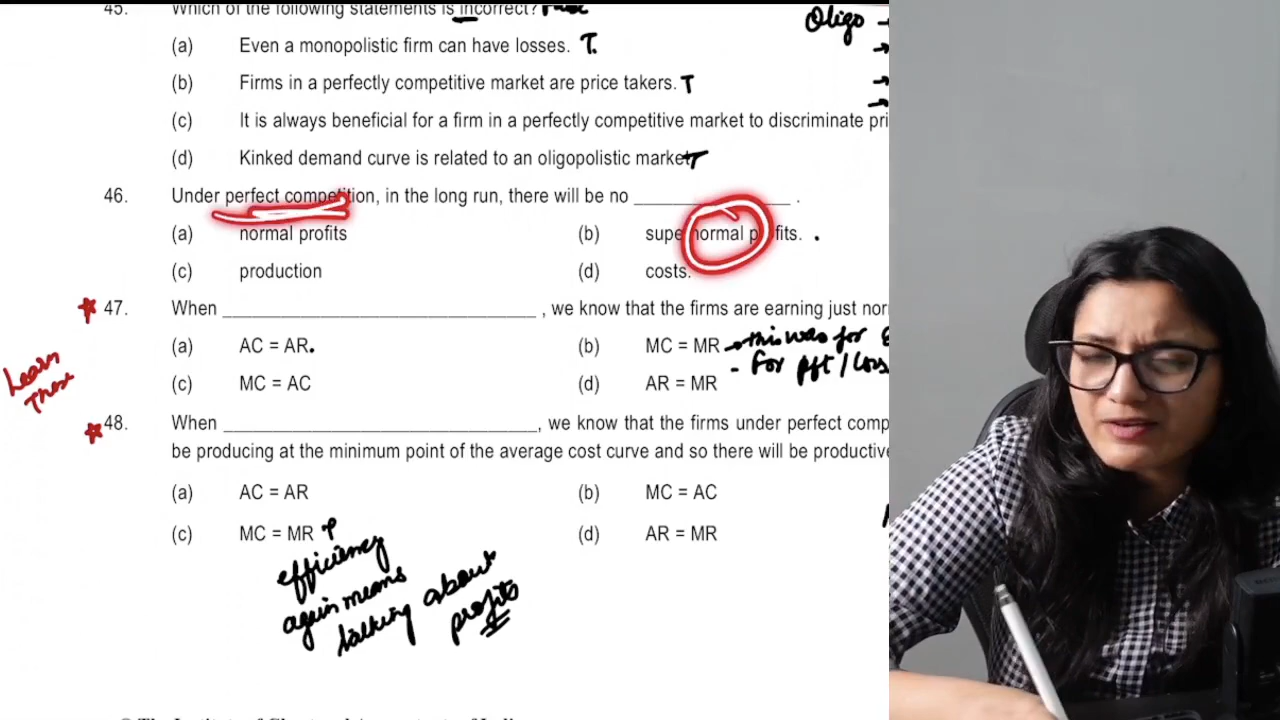 45. Which of the following statements is incorrect?
Oligo
(a) Even a monopolistic firm can have losses. T.
(b) Firms in a perfectly competitive market are price takers. T
(c) It is always beneficial for a firm in a perfectly competitive market to discriminate pri
(d) Kinked demand curve is related to an oligopolistic market T
46. Under perfect competition, in the long run, there will be no _______________ .
(a) normal profits (b) supernormal profits.
(c) production (d) costs.
47. When ______________________________ , we know that the firms are earning just nor
(a) AC = AR. (b) MC = MR this was for
- For pft / Loss
(c) MC = AC (d) AR = MR
Learn
These
48. When ______________________________, we know that the firms under perfect comp
be producing at the minimum point of the average cost curve and so there will be productive
(a) AC = AR (b) MC = AC
(c) MC = MR (d) AR = MR
efficiency
again means
talking about
profits